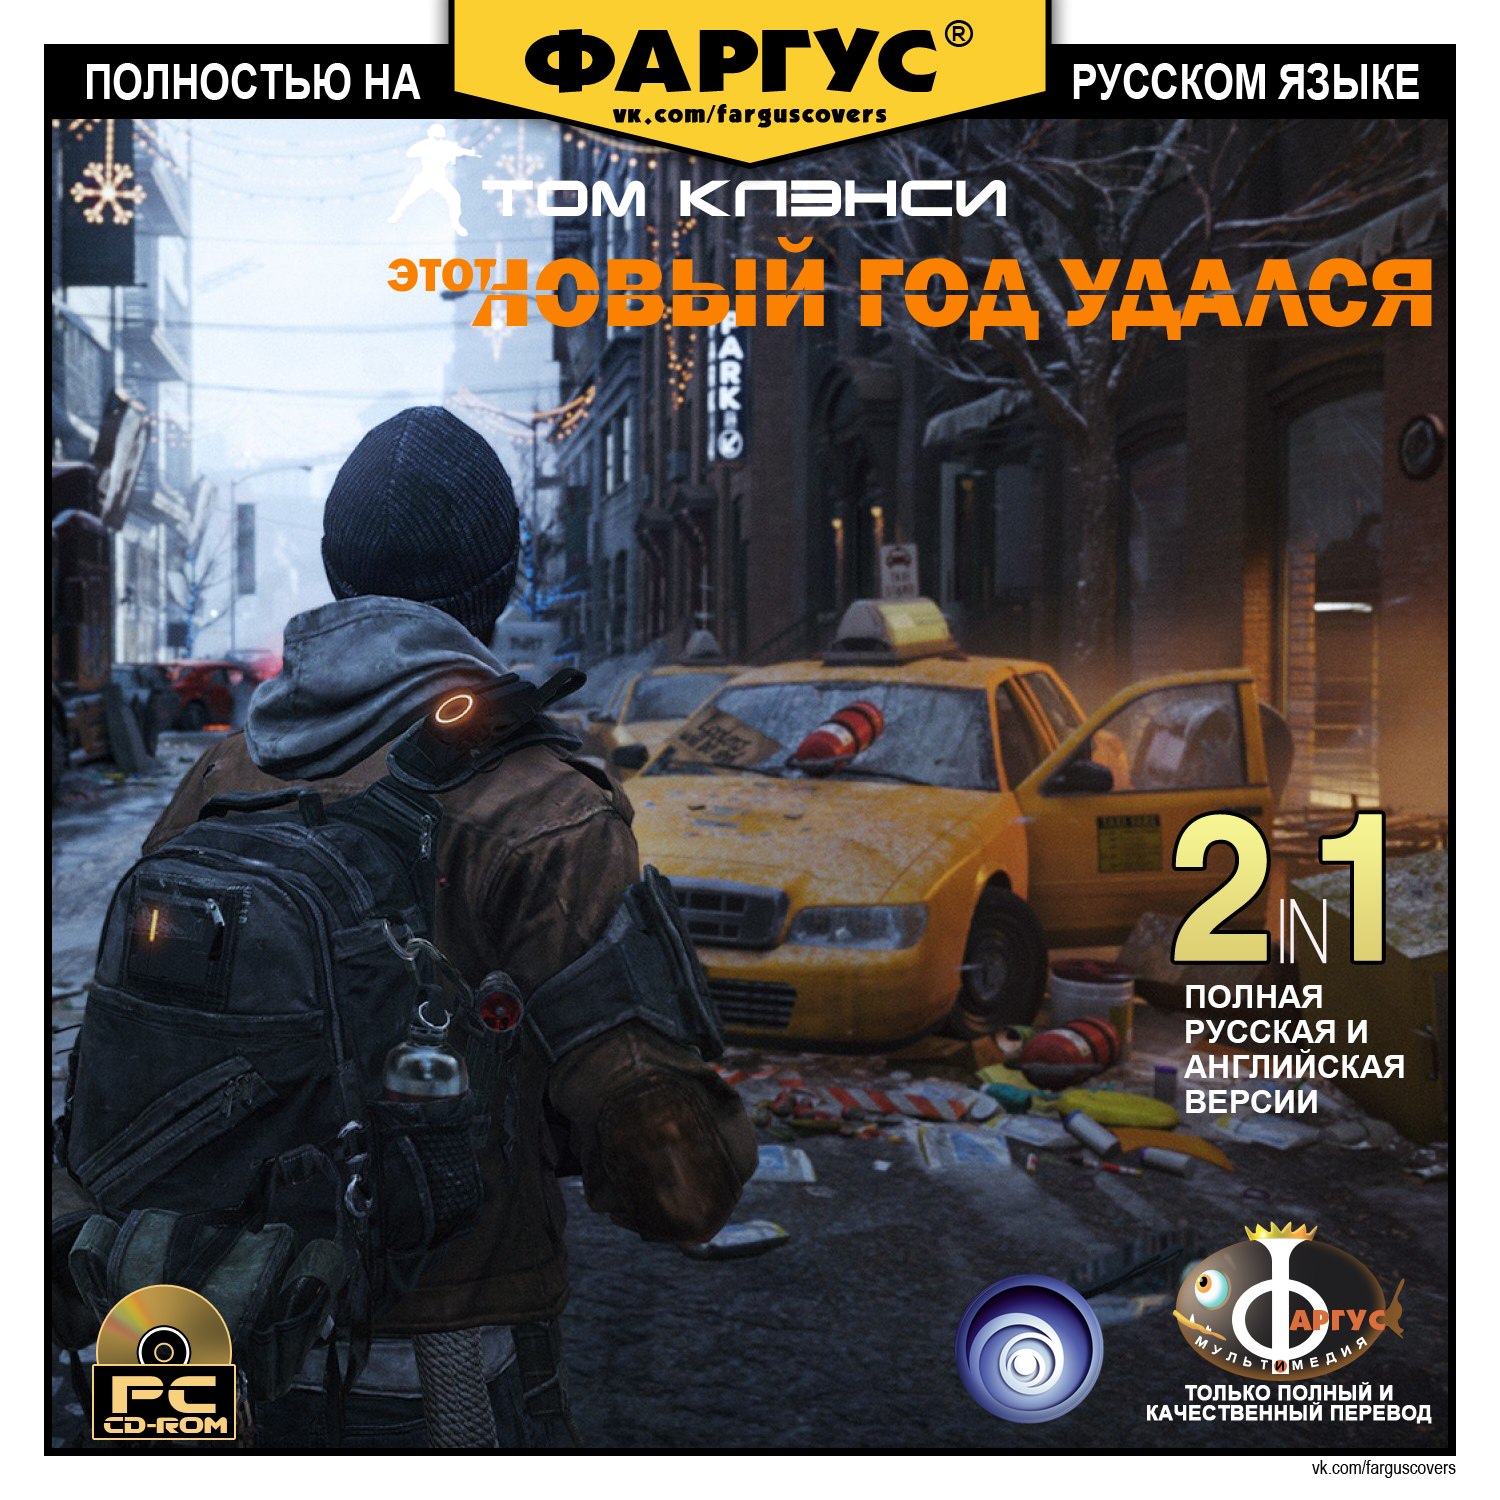 ПОЛНОСТЬЮ НА
ФАРГУС®
РУССКОМ ЯЗЫКЕ
vk.com/farguscovers
ТОМ КЛЭНСИ
ЭТОТ НОВЫЙ ГОД УДАЛСЯ
PARK
2 IN 1
ПОЛНАЯ
РУССКАЯ И
АНГЛИЙСКАЯ
ВЕРСИИ
PC
CD-ROM
ФАРГУС
МУЛЬТИМЕДИЯ
ТОЛЬКО ПОЛНЫЙ И
КАЧЕСТВЕННЫЙ ПЕРЕВОД
vk.com/farguscovers